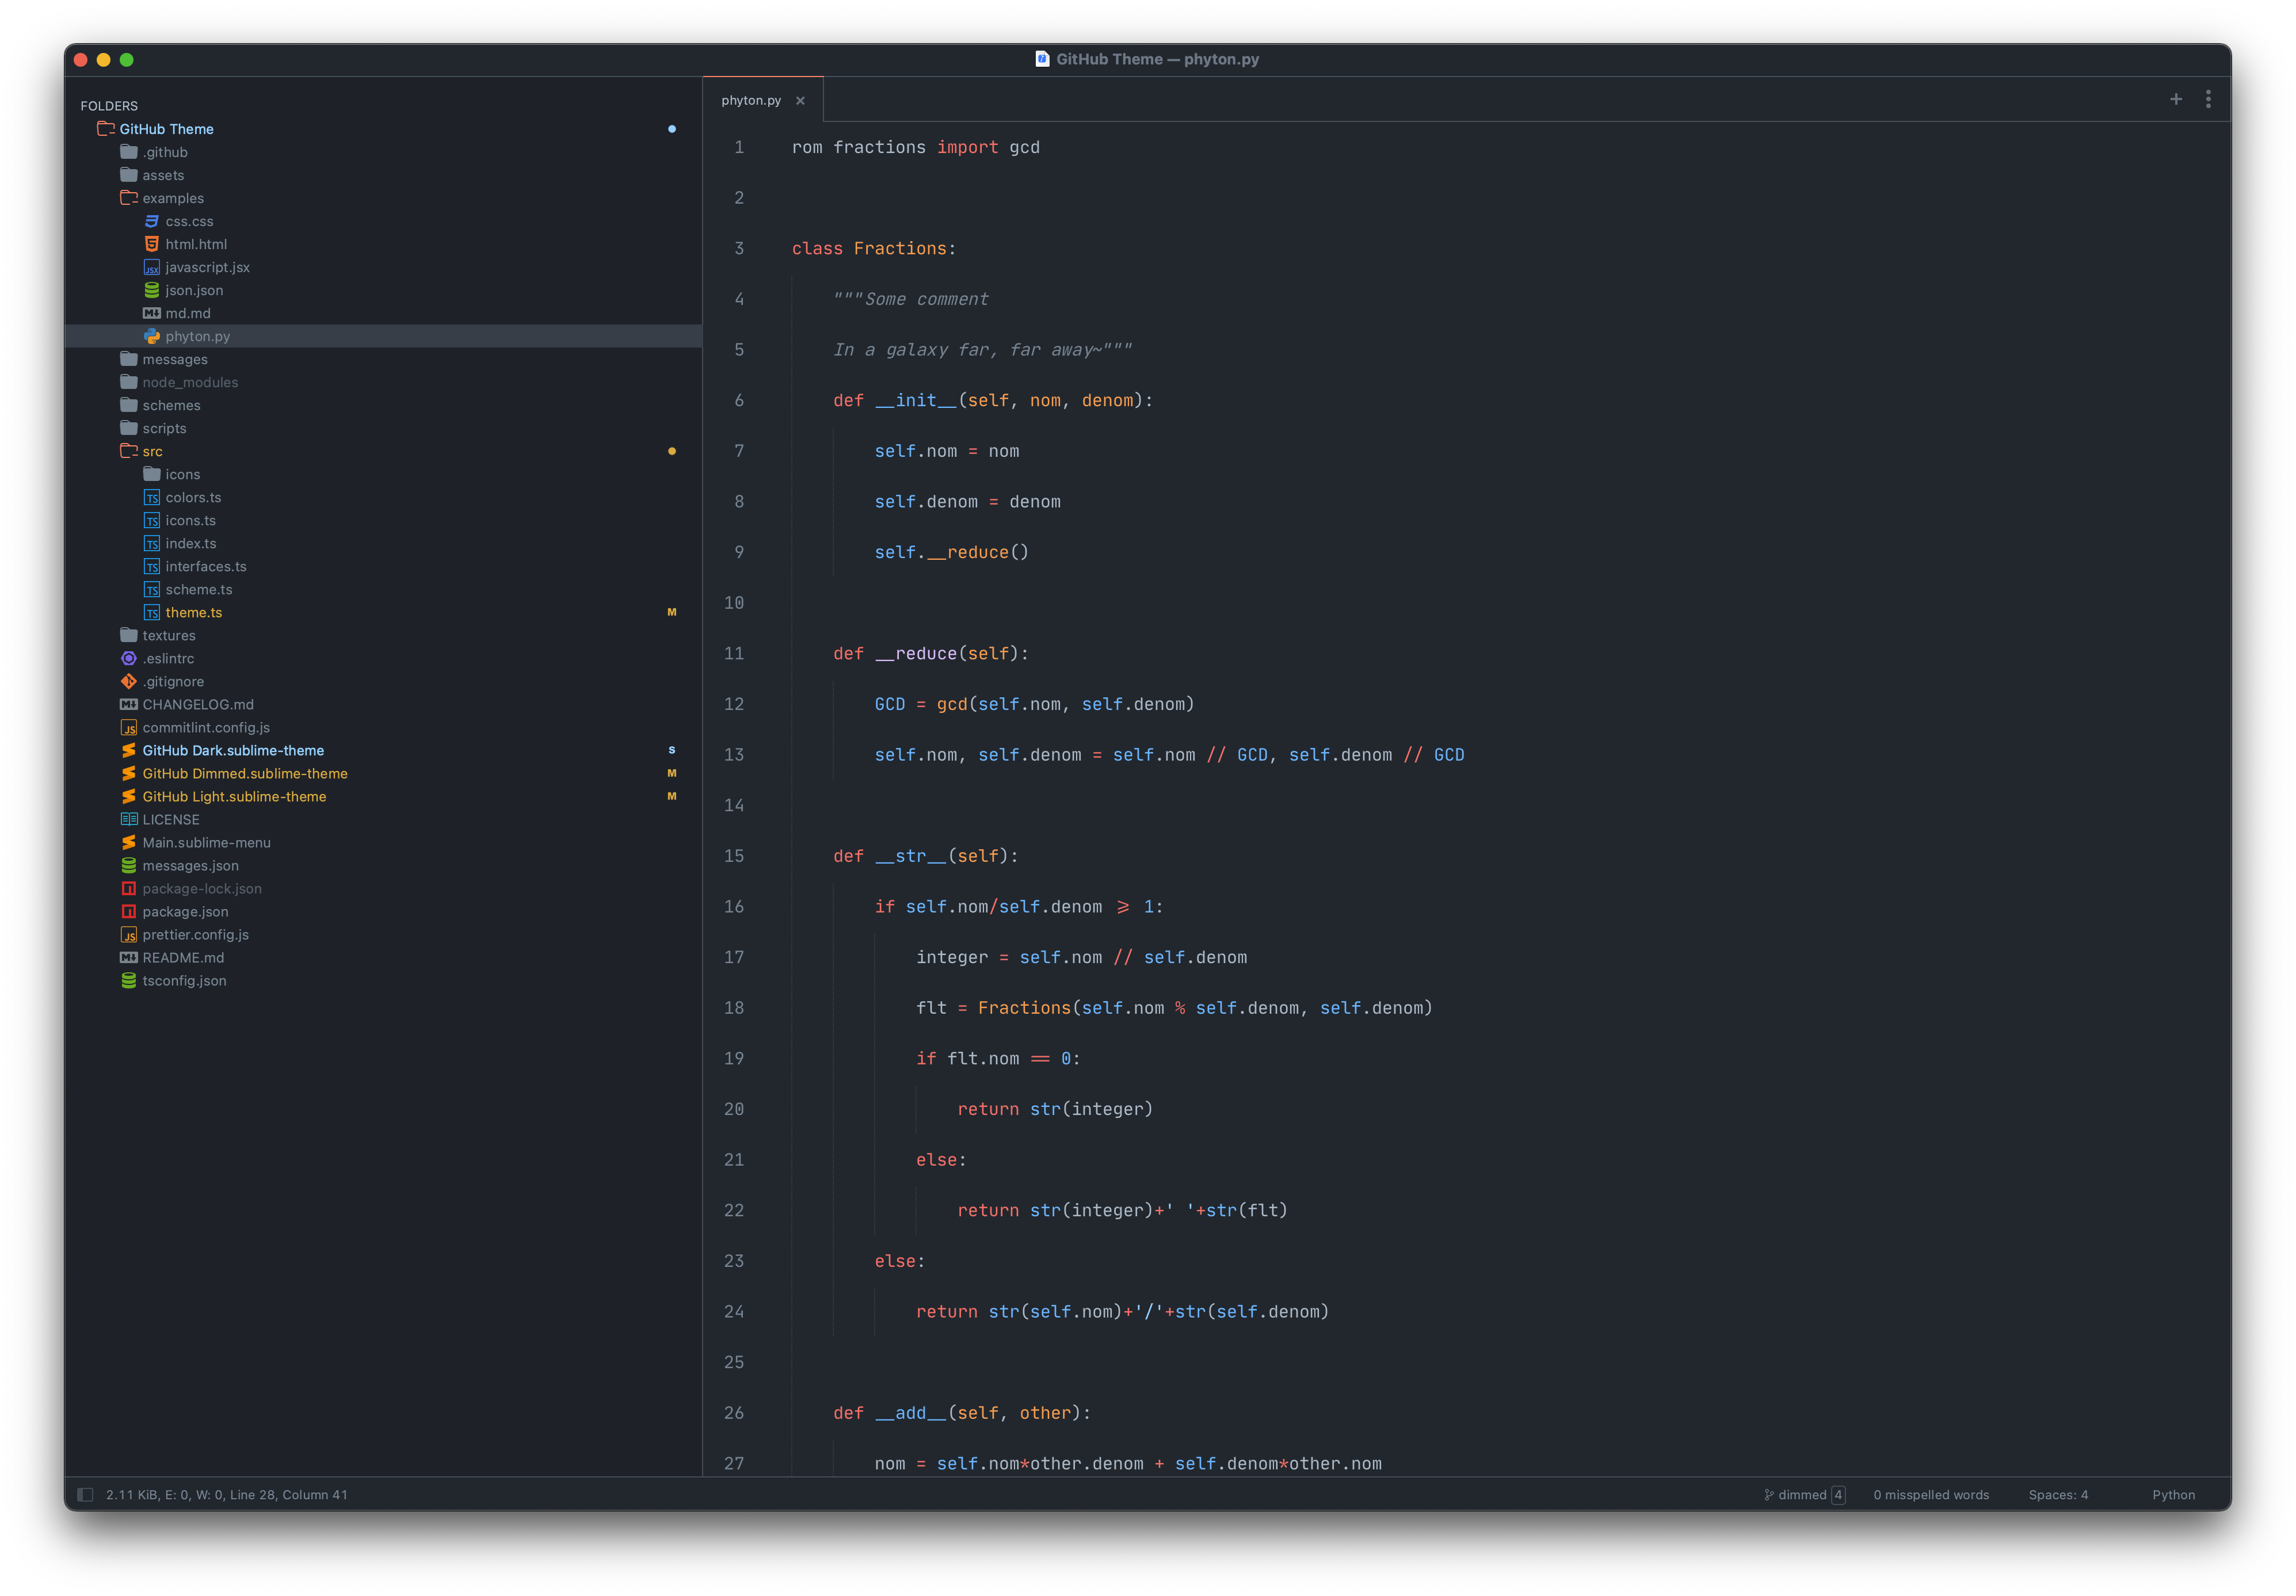 GitHub Theme — phyton.py
FOLDERS
GitHub Theme
.github
assets
examples
css.css
html.html
javascript.jsx
json.json
md.md
phyton.py
messages
node_modules
schemes
scripts
src
icons
colors.ts
icons.ts
index.ts
interfaces.ts
scheme.ts
theme.ts M
textures
.eslintrc
.gitignore
CHANGELOG.md
commitlint.config.js
GitHub Dark.sublime-theme S
GitHub Dimmed.sublime-theme M
GitHub Light.sublime-theme M
LICENSE
Main.sublime-menu
messages.json
package-lock.json
package.json
prettier.config.js
README.md
tsconfig.json
phyton.py ×
1 rom fractions import gcd
2
3 class Fractions:
4 """Some comment
5 In a galaxy far, far away~"""
6 def __init__(self, nom, denom):
7 self.nom = nom
8 self.denom = denom
9 self.__reduce()
10
11 def __reduce(self):
12 GCD = gcd(self.nom, self.denom)
13 self.nom, self.denom = self.nom // GCD, self.denom // GCD
14
15 def __str__(self):
16 if self.nom/self.denom >= 1:
17 integer = self.nom // self.denom
18 flt = Fractions(self.nom % self.denom, self.denom)
19 if flt.nom == 0:
20 return str(integer)
21 else:
22 return str(integer)+' '+str(flt)
23 else:
24 return str(self.nom)+'/'+str(self.denom)
25
26 def __add__(self, other):
27 nom = self.nom*other.denom + self.denom*other.nom
2.11 KiB, E: 0, W: 0, Line 28, Column 41
dimmed 4
0 misspelled words
Spaces: 4
Python